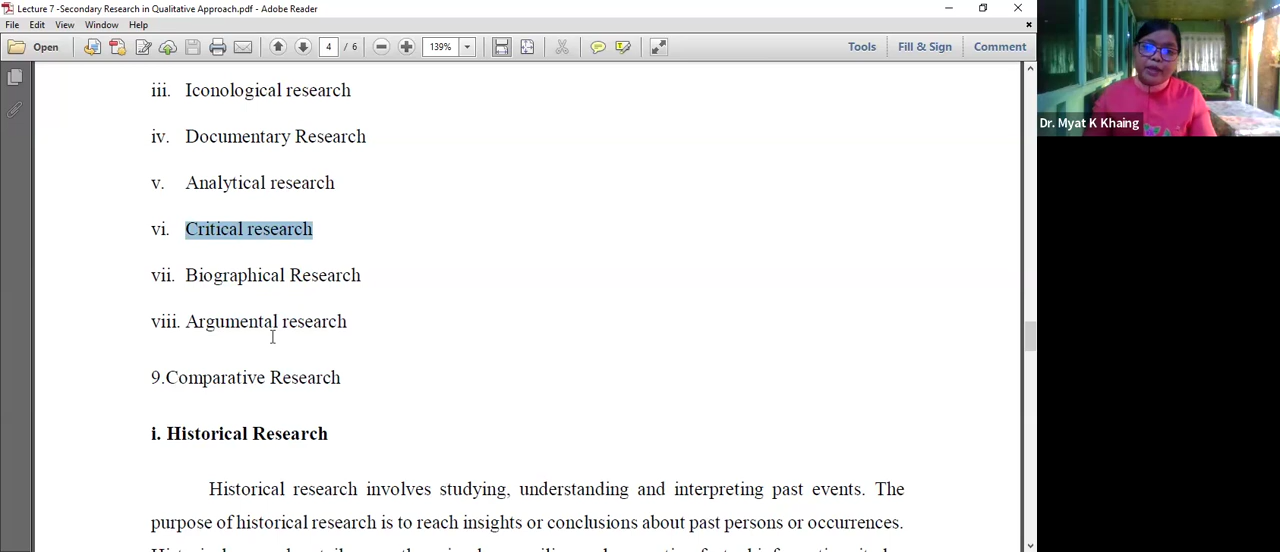 Lecture 7 -Secondary Research in Qualitative Approach.pdf - Adobe Reader
File Edit View Window Help
Open 4 / 6 139% Tools Fill & Sign Comment
Dr. Myat K Khaing
iii. Iconological research
iv. Documentary Research
v. Analytical research
vi. Critical research
vii. Biographical Research
viii. Argumental research
9.Comparative Research
i. Historical Research
Historical research involves studying, understanding and interpreting past events. The
purpose of historical research is to reach insights or conclusions about past persons or occurrences.